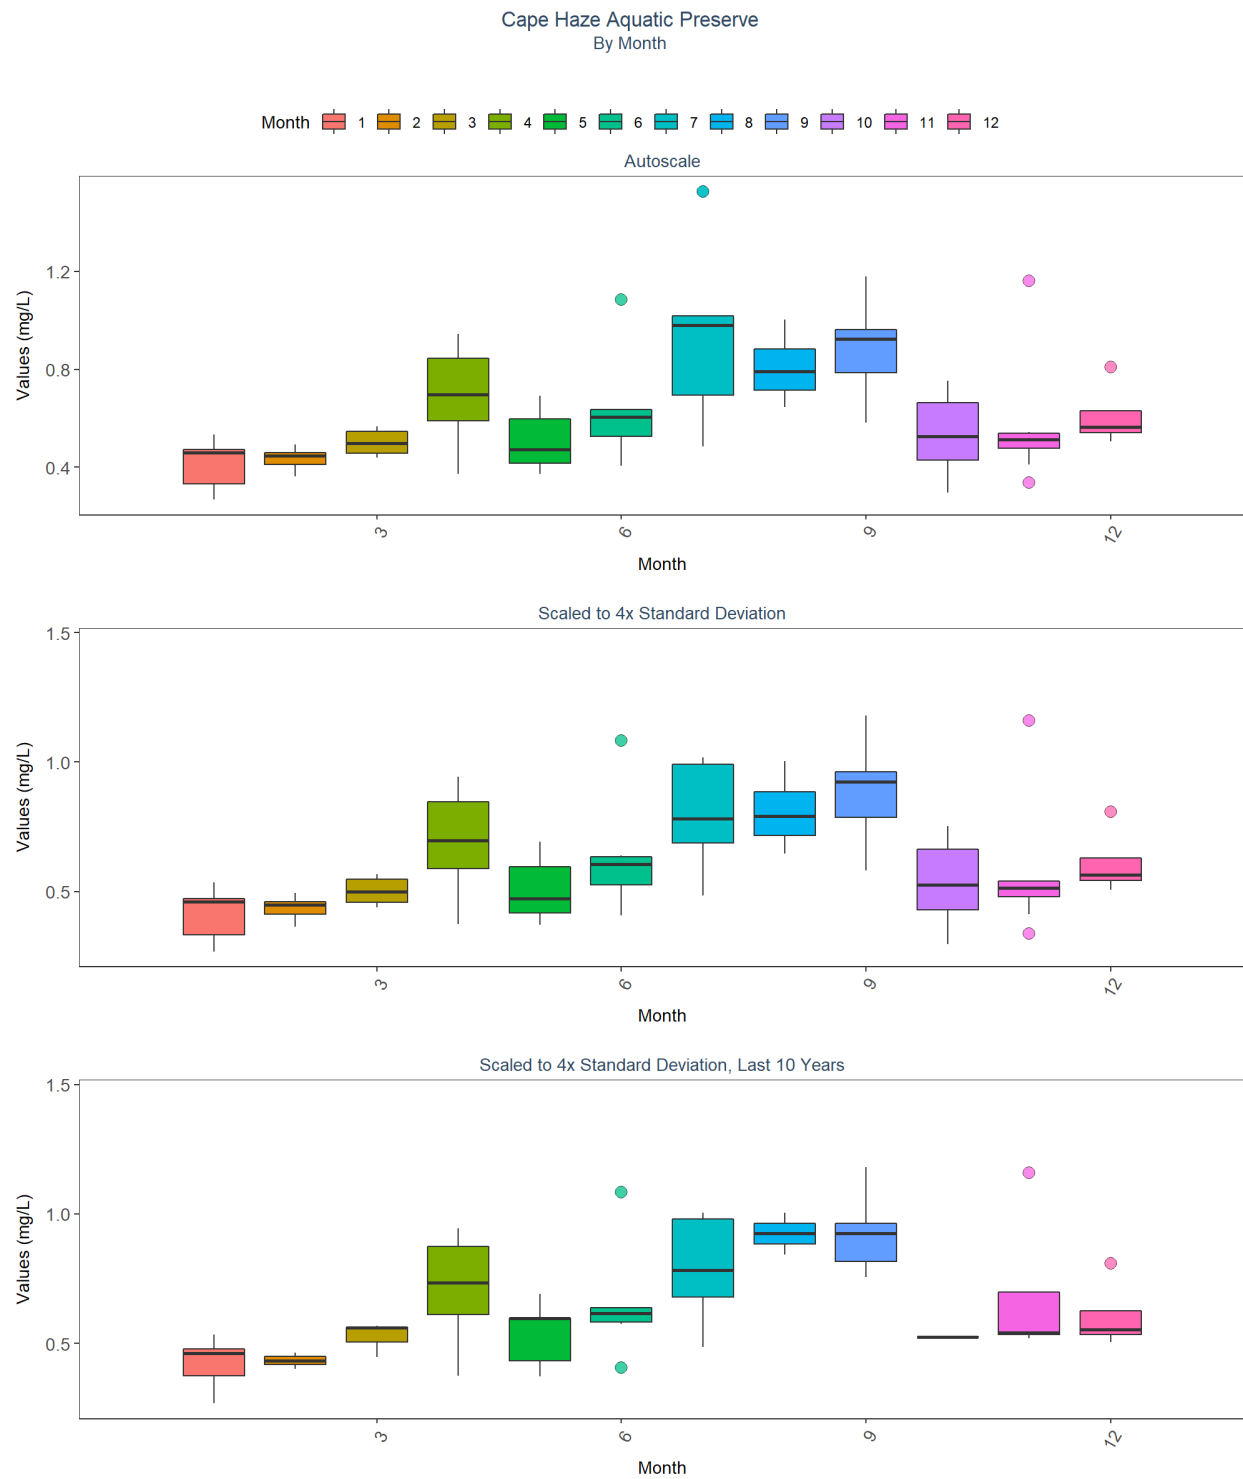 Cape Haze Aquatic Preserve
By Month
Month 1 2 3 4 5 6 7 8 9 10 11 12
Autoscale
Values (mg/L)
1.2
0.8
0.4
3 6 9 12
Month
Scaled to 4x Standard Deviation
Values (mg/L)
1.5
1.0
0.5
3 6 9 12
Month
Scaled to 4x Standard Deviation, Last 10 Years
Values (mg/L)
1.5
1.0
0.5
3 6 9 12
Month